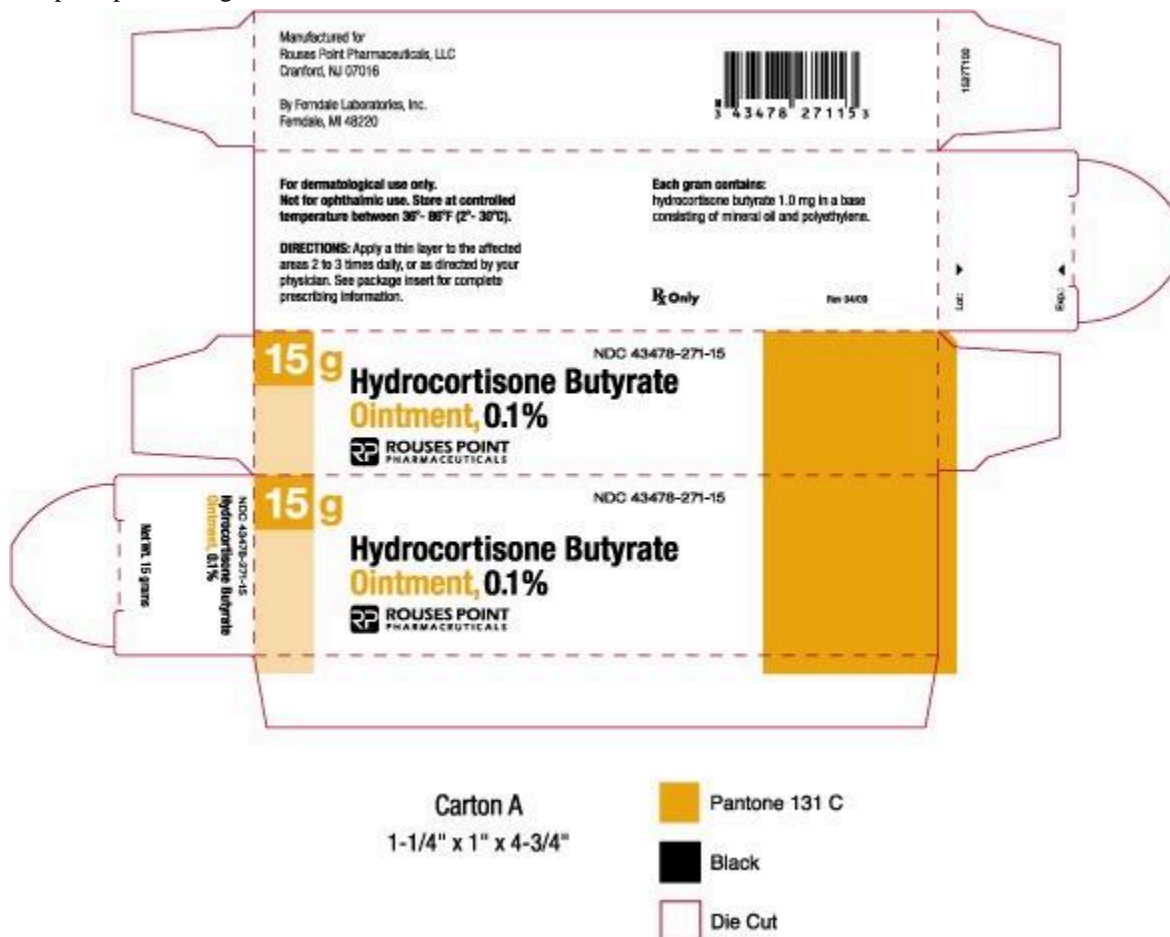 Manufactured for
Rouses Point Pharmaceuticals, LLC
Cranford, NJ 07016
By Ferndale Laboratories, Inc.
Ferndale, MI 48220
3 43478 27115 3
1527T100
For dermatological use only.
Not for ophthalmic use. Store at controlled
temperature between 36°- 86°F (2°- 30°C).
DIRECTIONS: Apply a thin layer to the affected
areas 2 to 3 times daily, or as directed by your
physician. See package insert for complete
prescribing information.
Each gram contains:
hydrocortisone butyrate 1.0 mg in a base
consisting of mineral oil and polyethylene.
℞ Only
Rev 04/09
Lot:
Exp.:
15 g
NDC 43478-271-15
Hydrocortisone Butyrate
Ointment, 0.1%
RP ROUSES POINT
PHARMACEUTICALS
15 g
NDC 43478-271-15
Hydrocortisone Butyrate
Ointment, 0.1%
RP ROUSES POINT
PHARMACEUTICALS
NDC 43478-271-15
Hydrocortisone Butyrate
Ointment, 0.1%
Net Wt. 15 grams
Carton A
1-1/4" x 1" x 4-3/4"
Pantone 131 C
Black
Die Cut